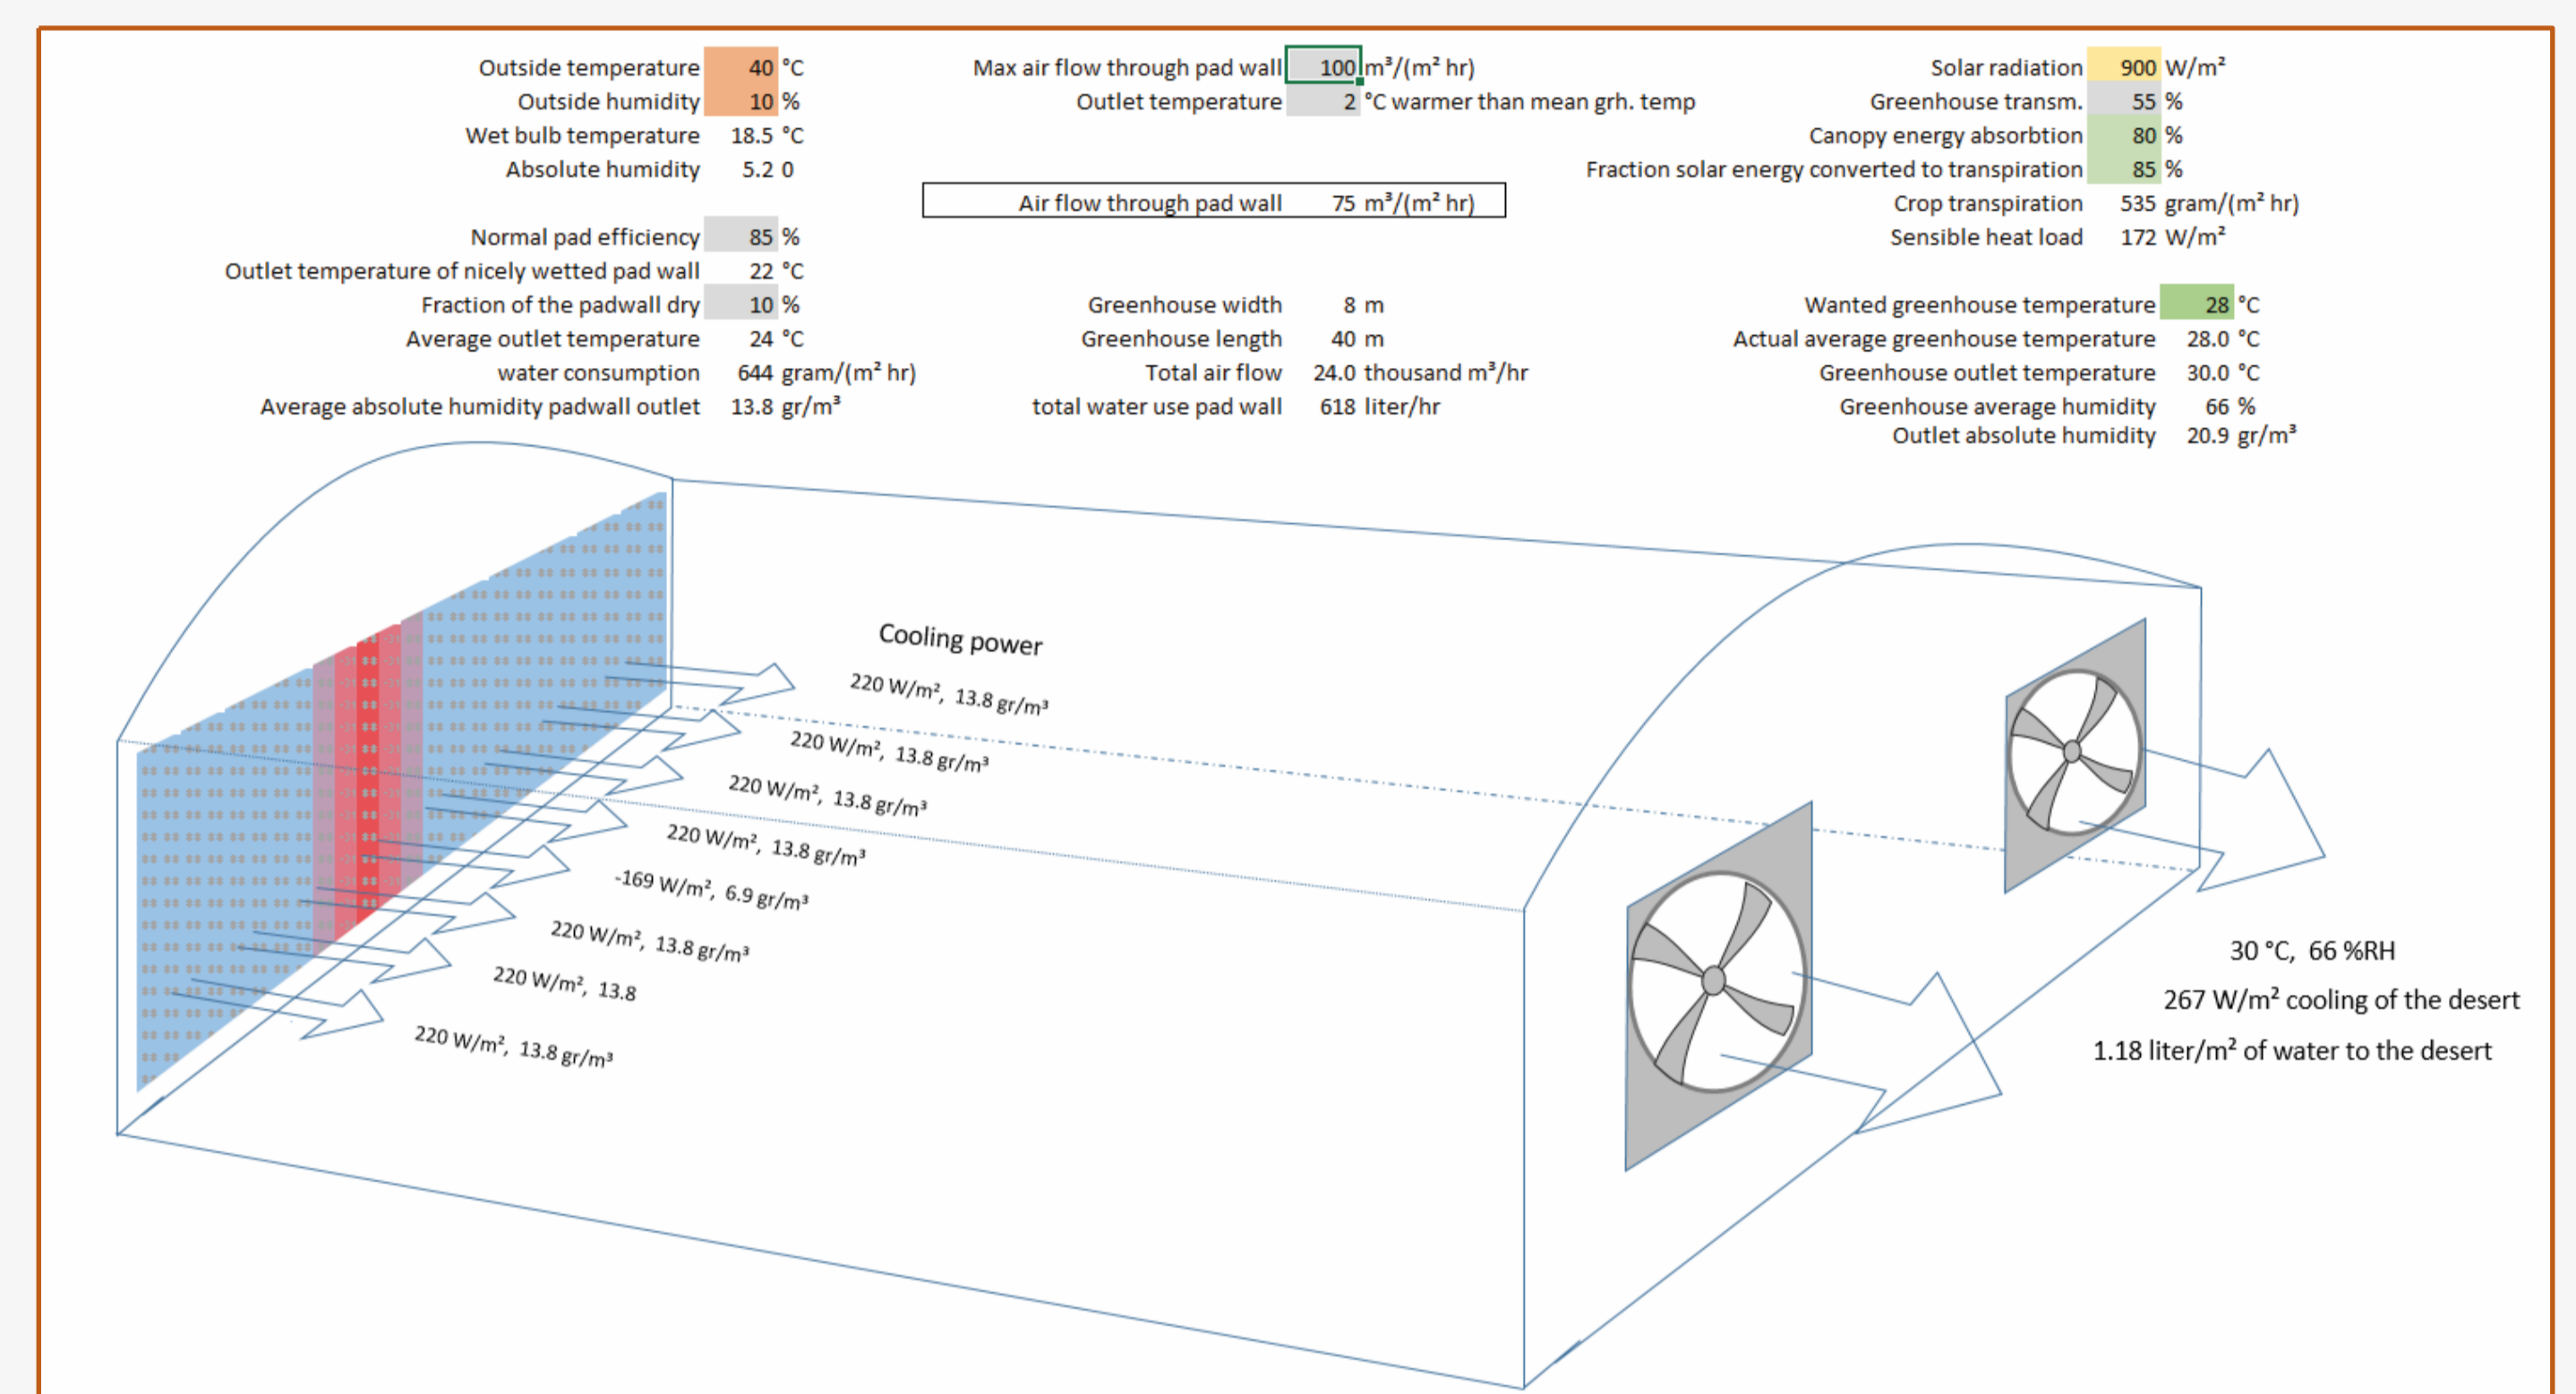 Outside temperature 40 °C
Outside humidity 10 %
Wet bulb temperature 18.5 °C
Absolute humidity 5.2 0
Normal pad efficiency 85 %
Outlet temperature of nicely wetted pad wall 22 °C
Fraction of the padwall dry 10 %
Average outlet temperature 24 °C
water consumption 644 gram/(m² hr)
Average absolute humidity padwall outlet 13.8 gr/m³
Max air flow through pad wall 100 m³/(m² hr)
Outlet temperature 2 °C warmer than mean grh. temp
Air flow through pad wall 75 m³/(m² hr)
Greenhouse width 8 m
Greenhouse length 40 m
Total air flow 24.0 thousand m³/hr
total water use pad wall 618 liter/hr
Solar radiation 900 W/m²
Greenhouse transm. 55 %
Canopy energy absorbtion 80 %
Fraction solar energy converted to transpiration 85 %
Crop transpiration 535 gram/(m² hr)
Sensible heat load 172 W/m²
Wanted greenhouse temperature 28 °C
Actual average greenhouse temperature 28.0 °C
Greenhouse outlet temperature 30.0 °C
Greenhouse average humidity 66 %
Outlet absolute humidity 20.9 gr/m³
Cooling power
220 W/m², 13.8 gr/m³
220 W/m², 13.8 gr/m³
220 W/m², 13.8 gr/m³
220 W/m², 13.8 gr/m³
-169 W/m², 6.9 gr/m³
220 W/m², 13.8 gr/m³
220 W/m², 13.8
220 W/m², 13.8 gr/m³
30 °C, 66 %RH
267 W/m² cooling of the desert
1.18 liter/m² of water to the desert